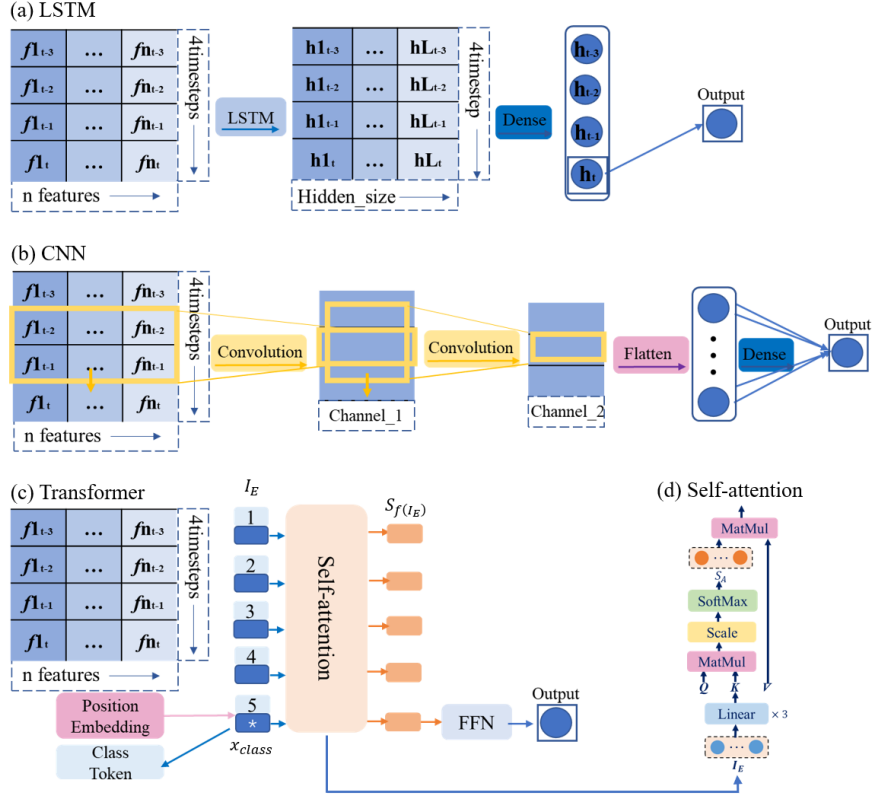 (a) LSTM
f1t-3 ... fnt-3
f1t-2 ... fnt-2
f1t-1 ... fnt-1
f1t ... fnt
n features
4timesteps
LSTM
h1t-3 ... hLt-3
h1t-2 ... hLt-2
h1t-1 ... hLt-1
h1t ... hLt
Hidden_size
4timestep
Dense
ht-3
ht-2
ht-1
ht
Output
(b) CNN
f1t-3 ... fnt-3
f1t-2 ... fnt-2
f1t-1 ... fnt-1
f1t ... fnt
n features
4timesteps
Convolution
Channel_1
Convolution
Channel_2
Flatten
Dense
Output
(c) Transformer
f1t-3 ... fnt-3
f1t-2 ... fnt-2
f1t-1 ... fnt-1
f1t ... fnt
n features
4timesteps
Position
Embedding
Class
Token
IE
1
2
3
4
5
*
xclass
Self-attention
Sf(IE)
FFN
Output
(d) Self-attention
MatMul
SA
SoftMax
Scale
MatMul
Q K V
Linear × 3
IE